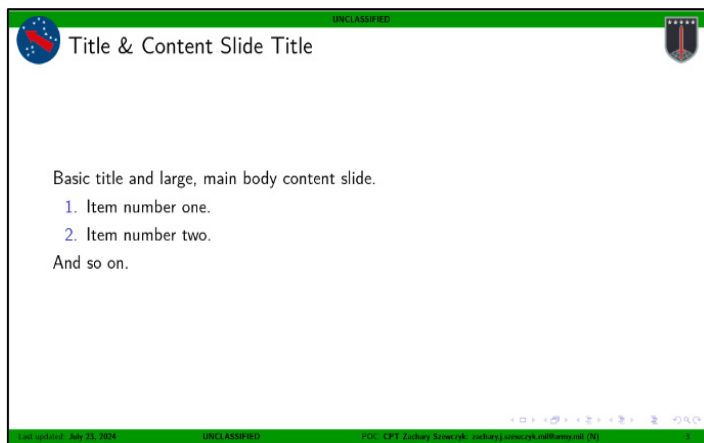 UNCLASSIFIED
Title & Content Slide Title
Basic title and large, main body content slide.
1. Item number one.
2. Item number two.
And so on.
Last updated: July 23, 2024 UNCLASSIFIED POC: CPT Zachary Szewczyk: zachary.j.szewczyk.mil@army.mil (N) 3